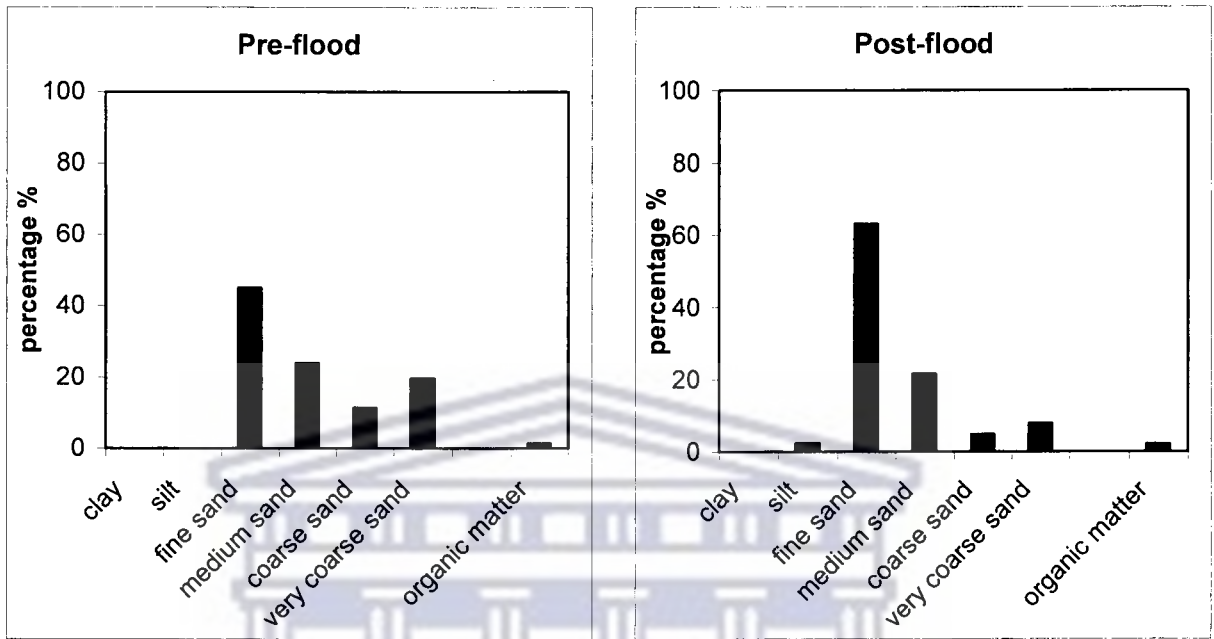 Pre-flood
percentage %
100
80
60
40
20
0
clay
silt
fine sand
medium sand
coarse sand
very coarse sand
organic matter
Post-flood
percentage %
100
80
60
40
20
0
clay
silt
fine sand
medium sand
coarse sand
very coarse sand
organic matter